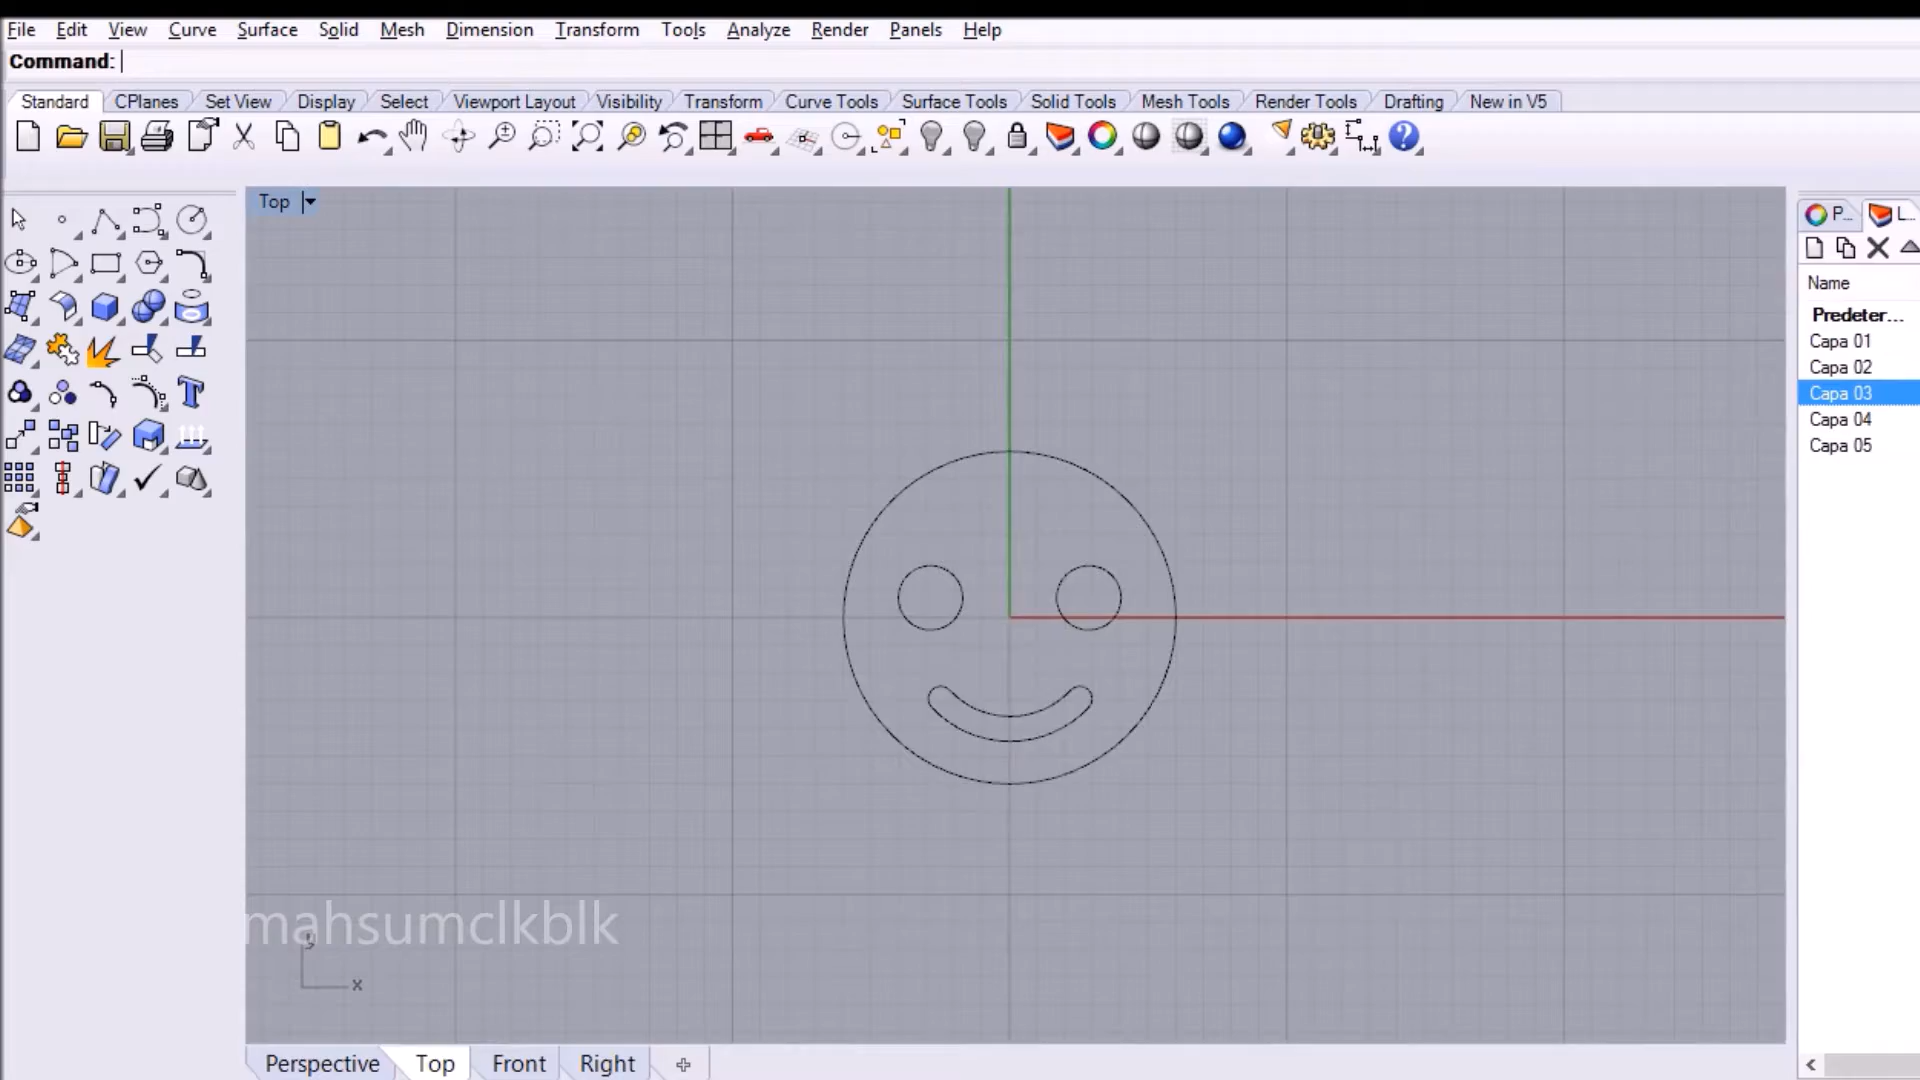 File Edit View Curve Surface Solid Mesh Dimension Transform Tools Analyze Render Panels Help
Command:
Standard CPlanes Set View Display Select Viewport Layout Visibility Transform Curve Tools Surface Tools Solid Tools Mesh Tools Render Tools Drafting New in V5
Top
P... L...
Name
Predeter...
Capa 01
Capa 02
Capa 03
Capa 04
Capa 05
mahsumclkblk
y
x
Perspective Top Front Right